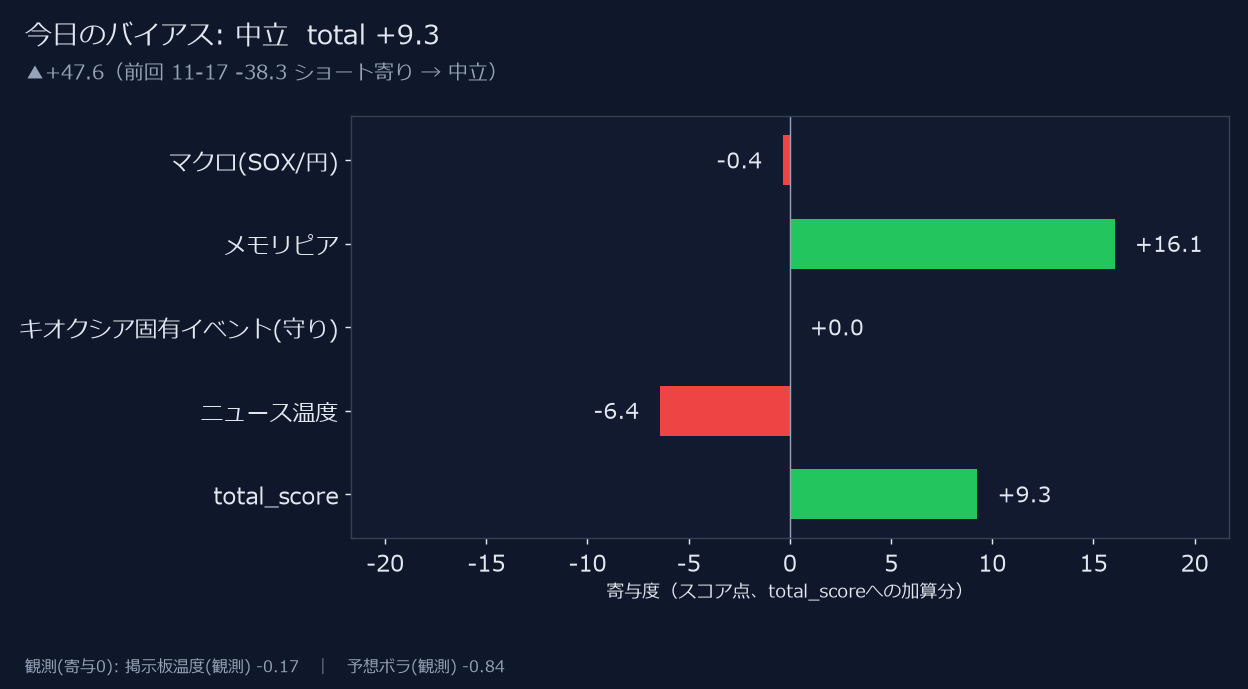 今日のバイアス: 中立  total +9.3
▲+47.6（前回 11-17 -38.3 ショート寄り → 中立）
マクロ(SOX/円)
-0.4
メモリピア
+16.1
キオクシア固有イベント(守り)
+0.0
ニュース温度
-6.4
total_score
+9.3
-20 -15 -10 -5 0 5 10 15 20
寄与度（スコア点、total_scoreへの加算分）
観測(寄与0): 掲示板温度(観測) -0.17 ｜ 予想ボラ(観測) -0.84